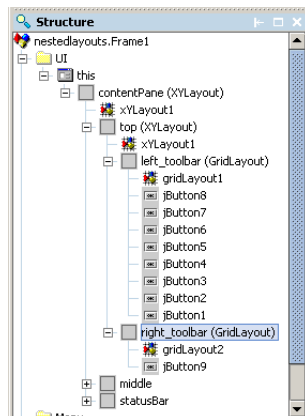 Structure
nestedlayouts.Frame1
UI
this
contentPane (XYLayout)
xYLayout1
top (XYLayout)
xYLayout1
left_toolbar (GridLayout)
gridLayout1
jButton8
jButton7
jButton6
jButton5
jButton4
jButton3
jButton2
jButton1
right_toolbar (GridLayout)
gridLayout2
jButton9
middle
statusBar
Menu